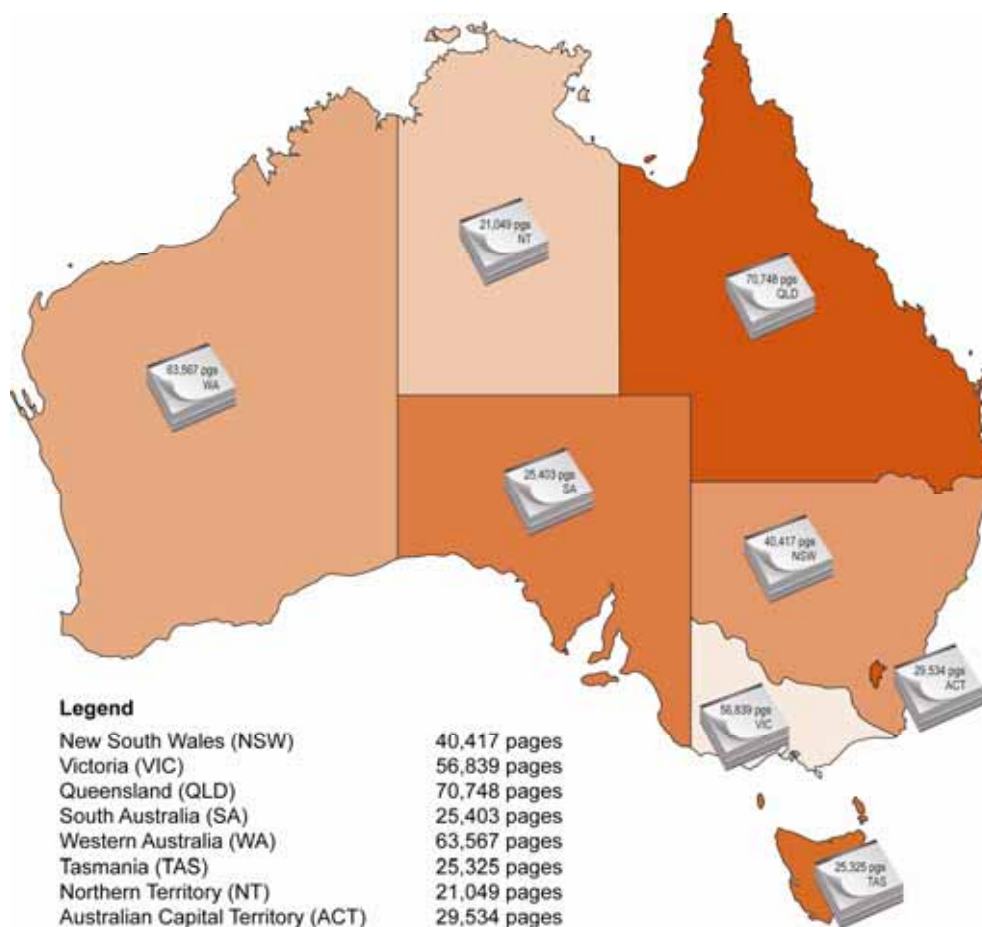 21,049 pgs
NT
70,748 pgs
QLD
63,567 pgs
WA
25,403 pgs
SA
40,417 pgs
NSW
29,534 pgs
ACT
56,839 pgs
VIC
25,325 pgs
TAS
Legend
New South Wales (NSW) 40,417 pages
Victoria (VIC) 56,839 pages
Queensland (QLD) 70,748 pages
South Australia (SA) 25,403 pages
Western Australia (WA) 63,567 pages
Tasmania (TAS) 25,325 pages
Northern Territory (NT) 21,049 pages
Australian Capital Territory (ACT) 29,534 pages